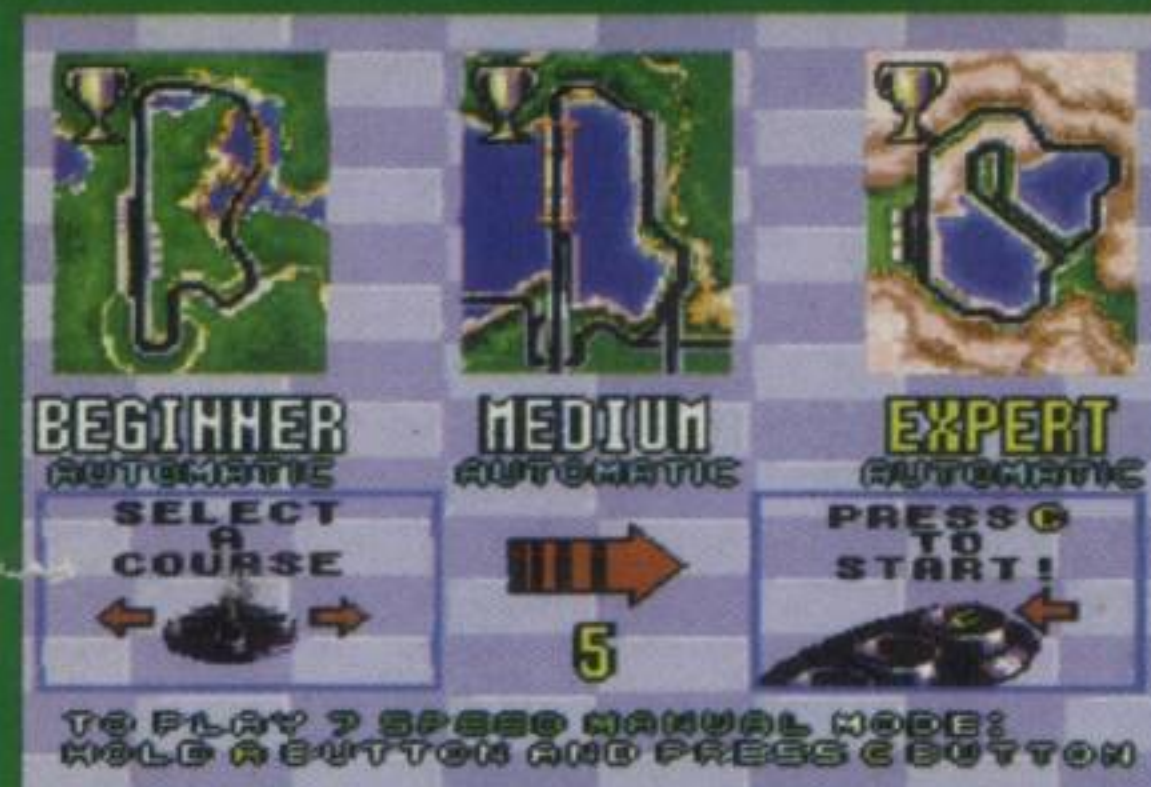 BEGINNER
AUTOMATIC
MEDIUM
AUTOMATIC
EXPERT
AUTOMATIC
SELECT
A
COURSE
5
PRESS C
TO
START!
TO PLAY 7 SPEED MANUAL MODE:
HOLD A BUTTON AND PRESS C BUTTON